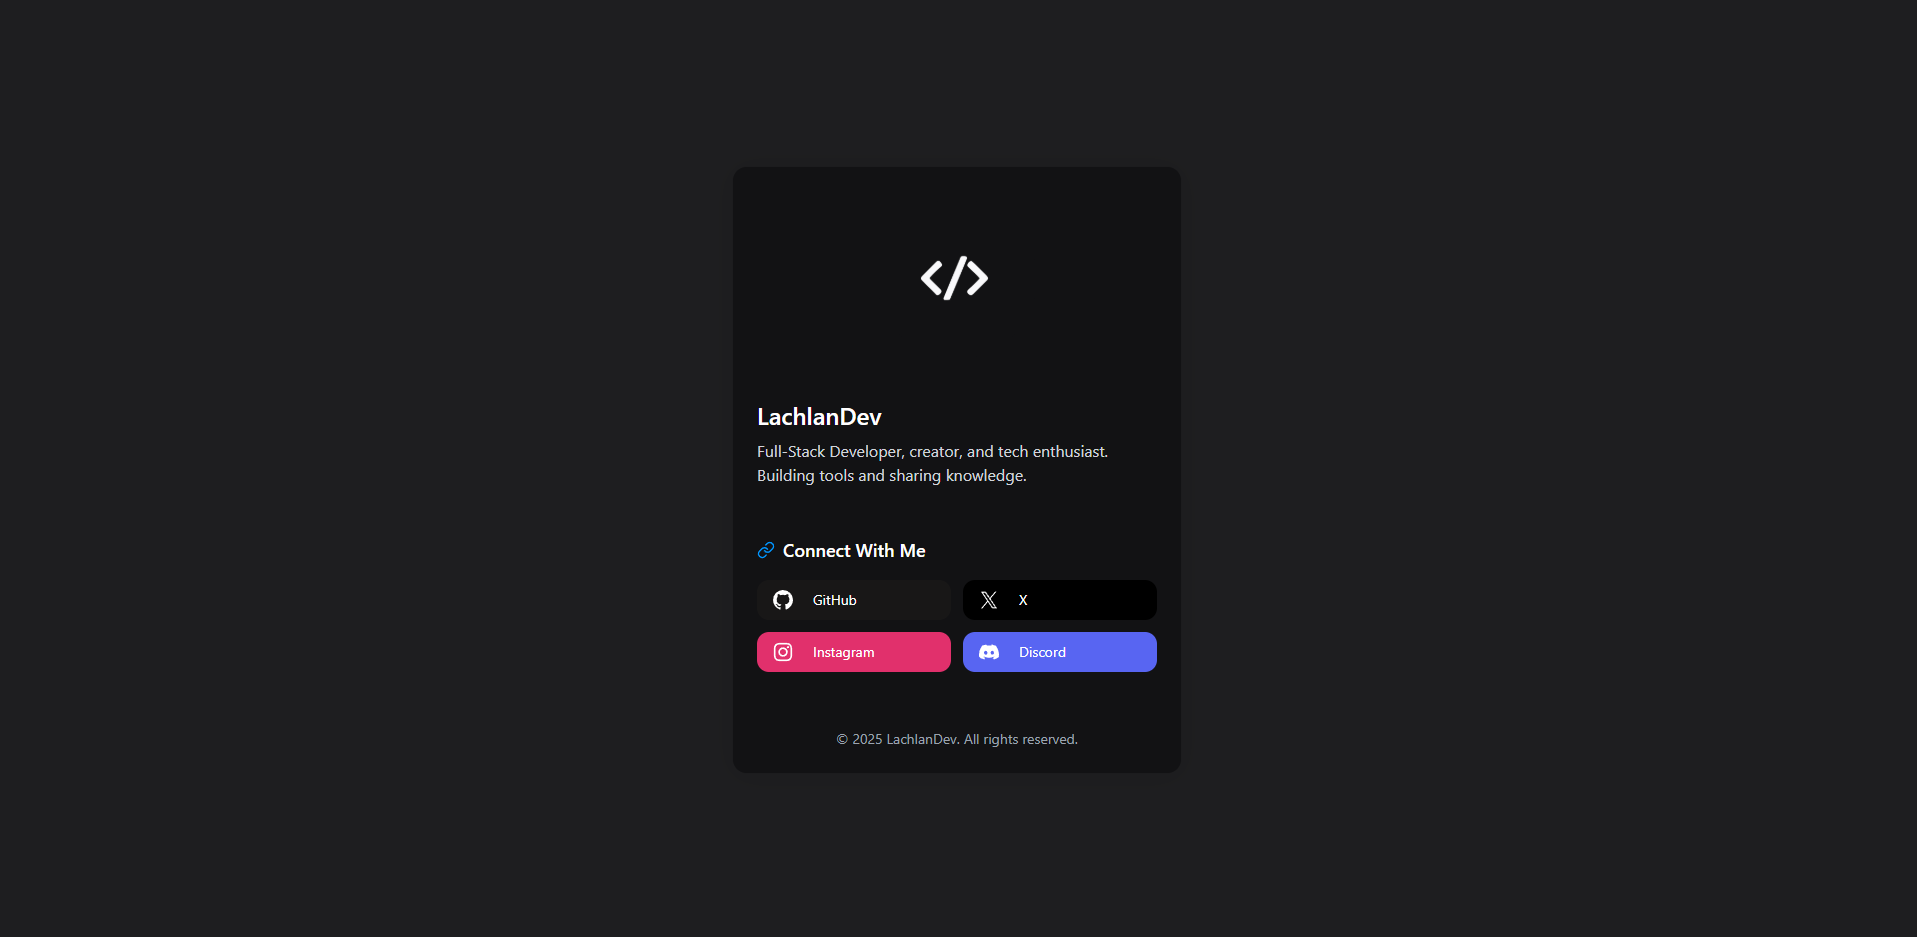 </>
LachlanDev
Full-Stack Developer, creator, and tech enthusiast.
Building tools and sharing knowledge.
Connect With Me
GitHub
X
Instagram
Discord
© 2025 LachlanDev. All rights reserved.